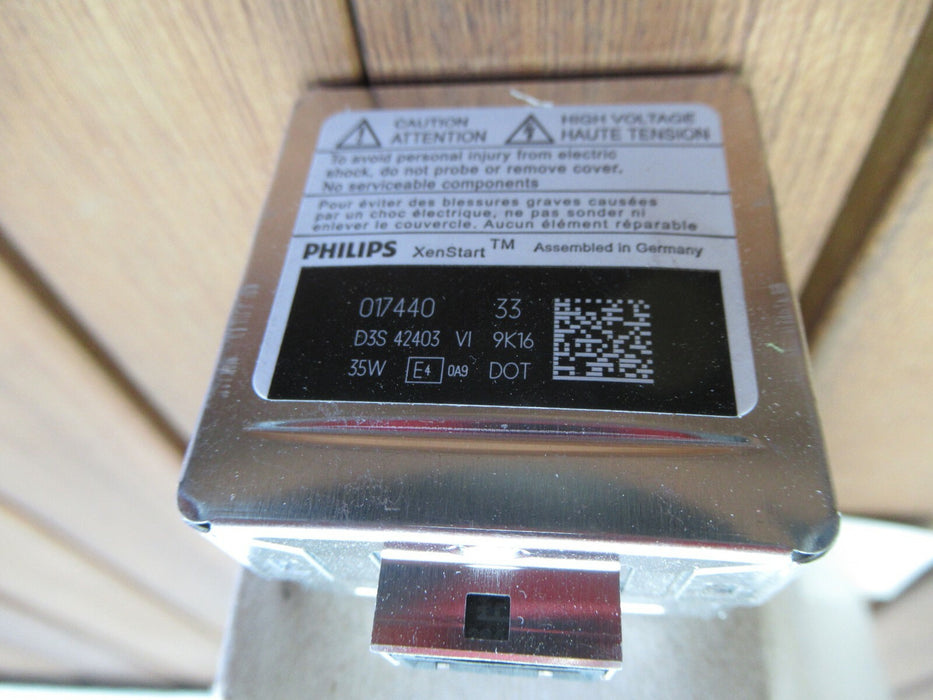 CAUTION
ATTENTION
HIGH VOLTAGE
HAUTE TENSION
To avoid personal injury from electric
shock, do not probe or remove cover.
No serviceable components
Pour éviter des blessures graves causées
par un choc électrique, ne pas sonder ni
enlever le couvercle. Aucun élément réparable
PHILIPS XenStart™ Assembled in Germany
017440 33
D3S 42403 VI 9K16
35W E4 0A9 DOT